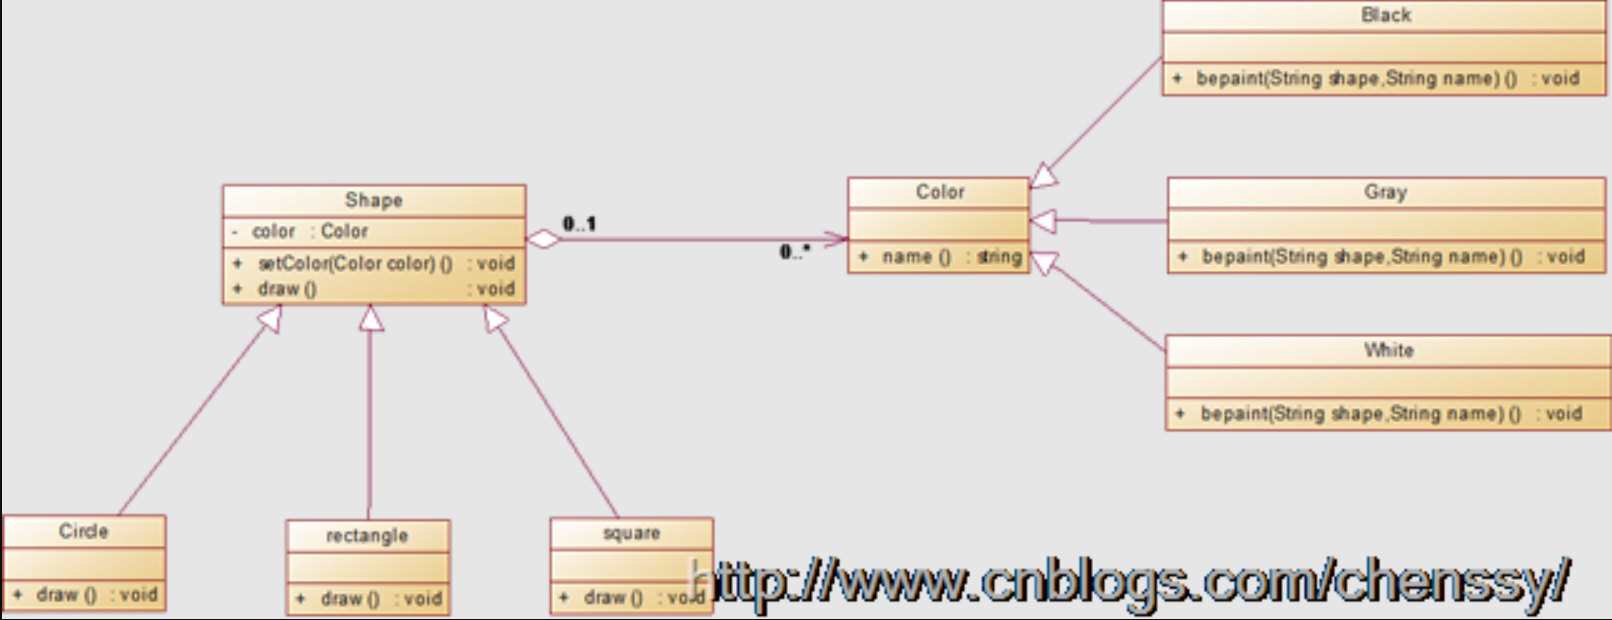 Black
+ bepaint(String shape,String name) () : void
Shape
- color : Color
+ setColor(Color color) () : void
+ draw () : void
0..1
0..*
Color
+ name () : string
Gray
+ bepaint(String shape,String name) () : void
White
+ bepaint(String shape,String name) () : void
Circle
+ draw () : void
rectangle
+ draw () : void
square
+ draw () : void
http://www.cnblogs.com/chenssy/